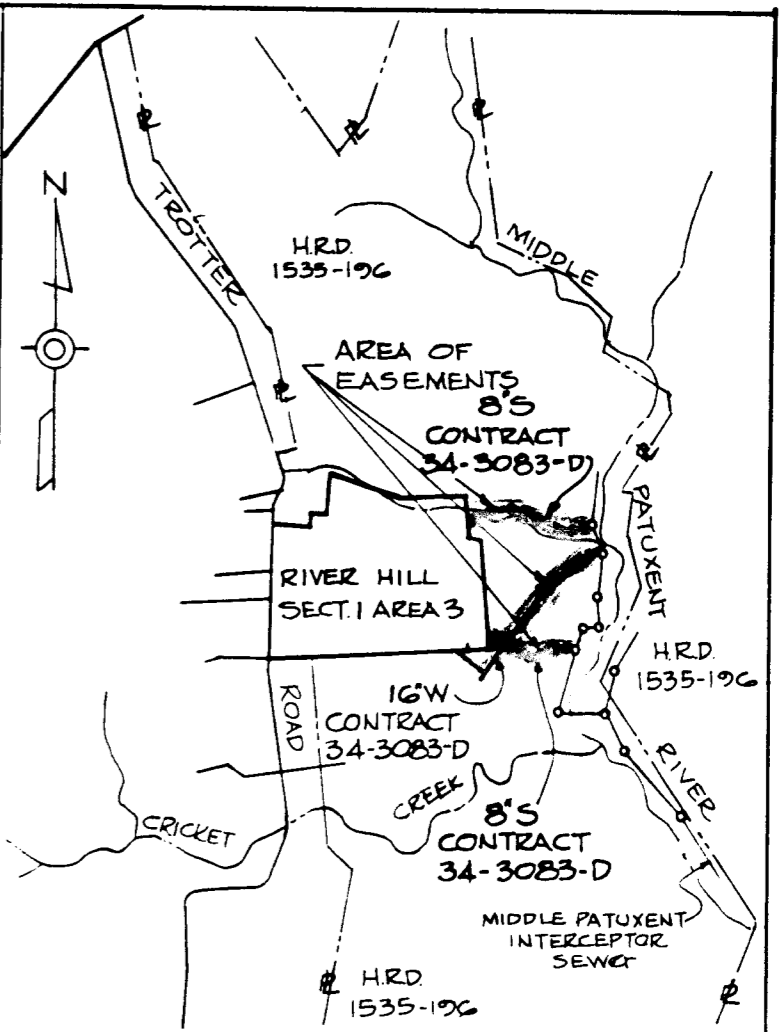 N
TROTTER
H.R.D.
1535-196
MIDDLE
AREA OF
EASEMENTS
8"S
CONTRACT
34-3083-D
PATUXENT
RIVER HILL
SECT. 1 AREA 3
H.R.D.
1535-196
16"W
CONTRACT
34-3083-D
ROAD
RIVER
CREEK
CRICKET
8"S
CONTRACT
34-3083-D
MIDDLE PATUXENT
INTERCEPTOR
SEWER
H.R.D.
1535-196